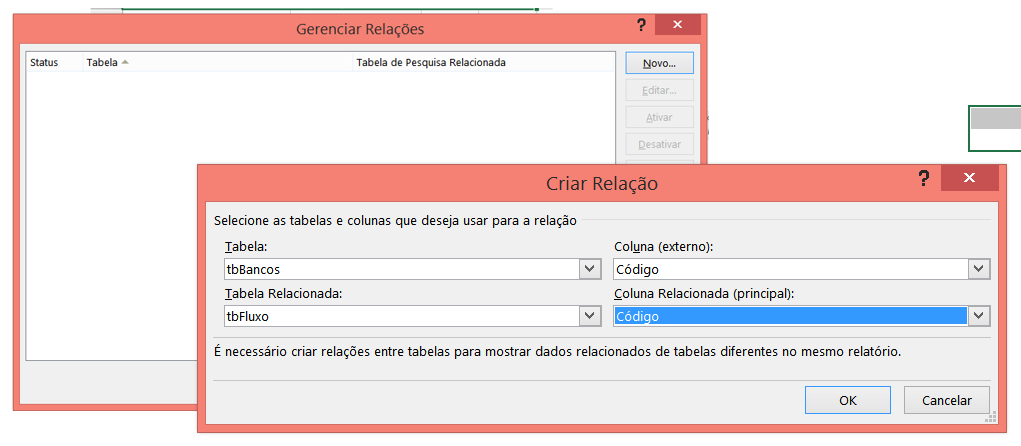 Gerenciar Relações
?
Status Tabela Tabela de Pesquisa Relacionada
Novo...
Editar...
Ativar
Desativar
Criar Relação
?
Selecione as tabelas e colunas que deseja usar para a relação
Tabela: Coluna (externo):
tbBancos Código
Tabela Relacionada: Coluna Relacionada (principal):
tbFluxo Código
É necessário criar relações entre tabelas para mostrar dados relacionados de tabelas diferentes no mesmo relatório.
OK Cancelar